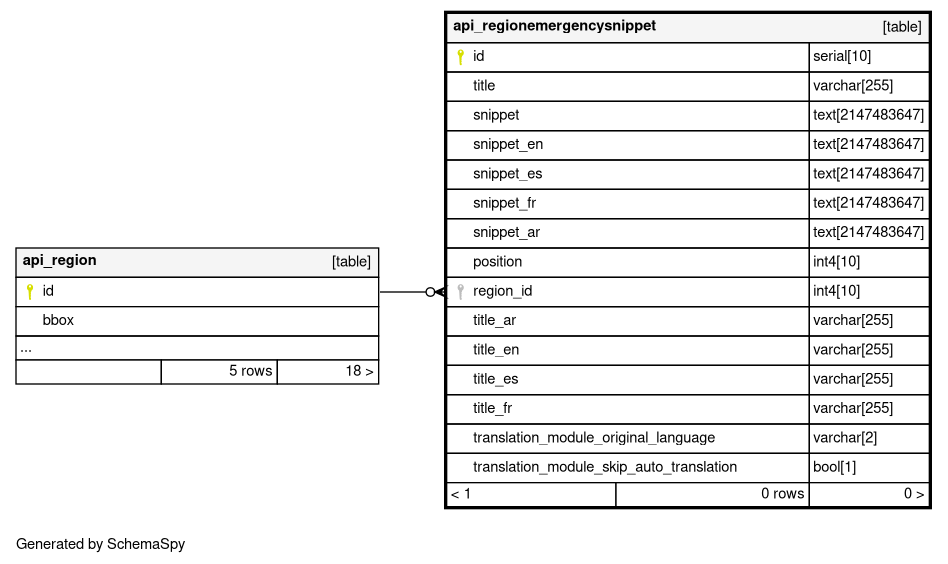 api_regionemergencysnippet [table]
id serial[10]
title varchar[255]
snippet text[2147483647]
snippet_en text[2147483647]
snippet_es text[2147483647]
snippet_fr text[2147483647]
snippet_ar text[2147483647]
position int4[10]
region_id int4[10]
title_ar varchar[255]
title_en varchar[255]
title_es varchar[255]
title_fr varchar[255]
translation_module_original_language varchar[2]
translation_module_skip_auto_translation bool[1]
< 1 0 rows 0 >
api_region [table]
id
bbox
...
5 rows 18 >
Generated by SchemaSpy